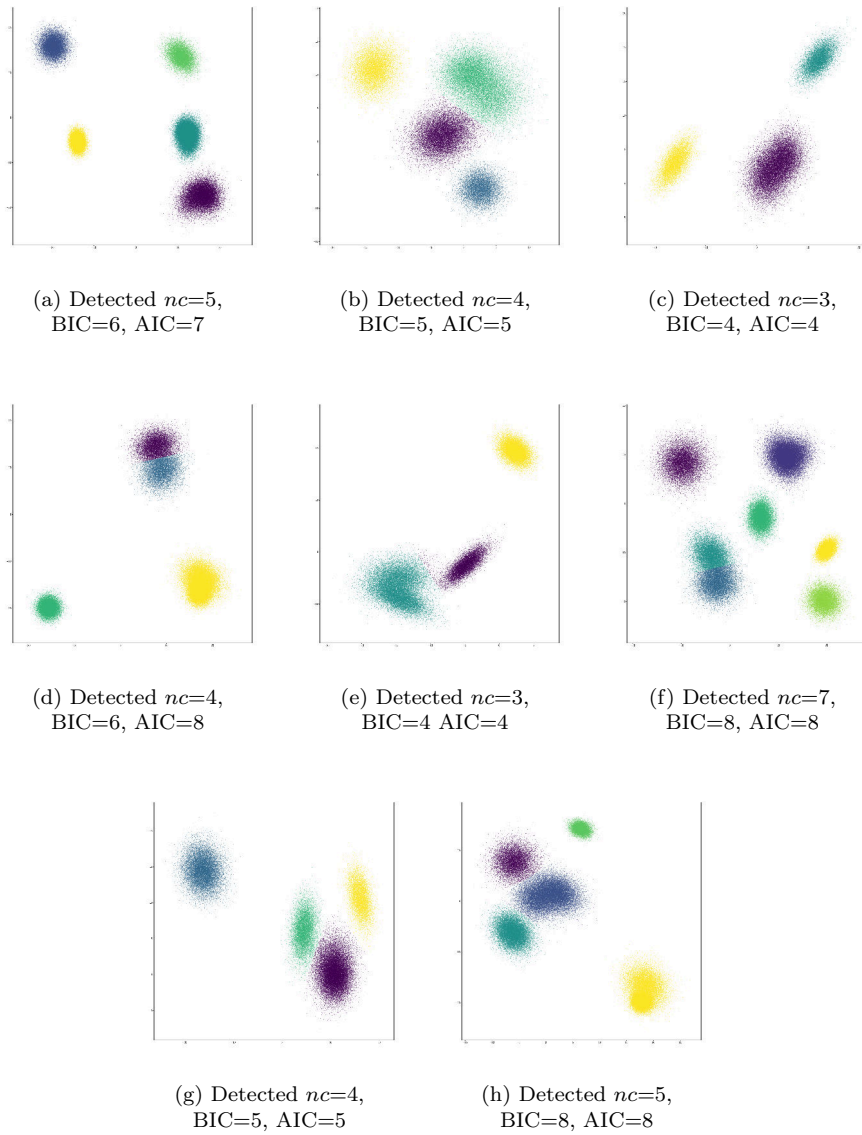 (a) Detected nc=5,
BIC=6, AIC=7
(b) Detected nc=4,
BIC=5, AIC=5
(c) Detected nc=3,
BIC=4, AIC=4
(d) Detected nc=4,
BIC=6, AIC=8
(e) Detected nc=3,
BIC=4 AIC=4
(f) Detected nc=7,
BIC=8, AIC=8
(g) Detected nc=4,
BIC=5, AIC=5
(h) Detected nc=5,
BIC=8, AIC=8